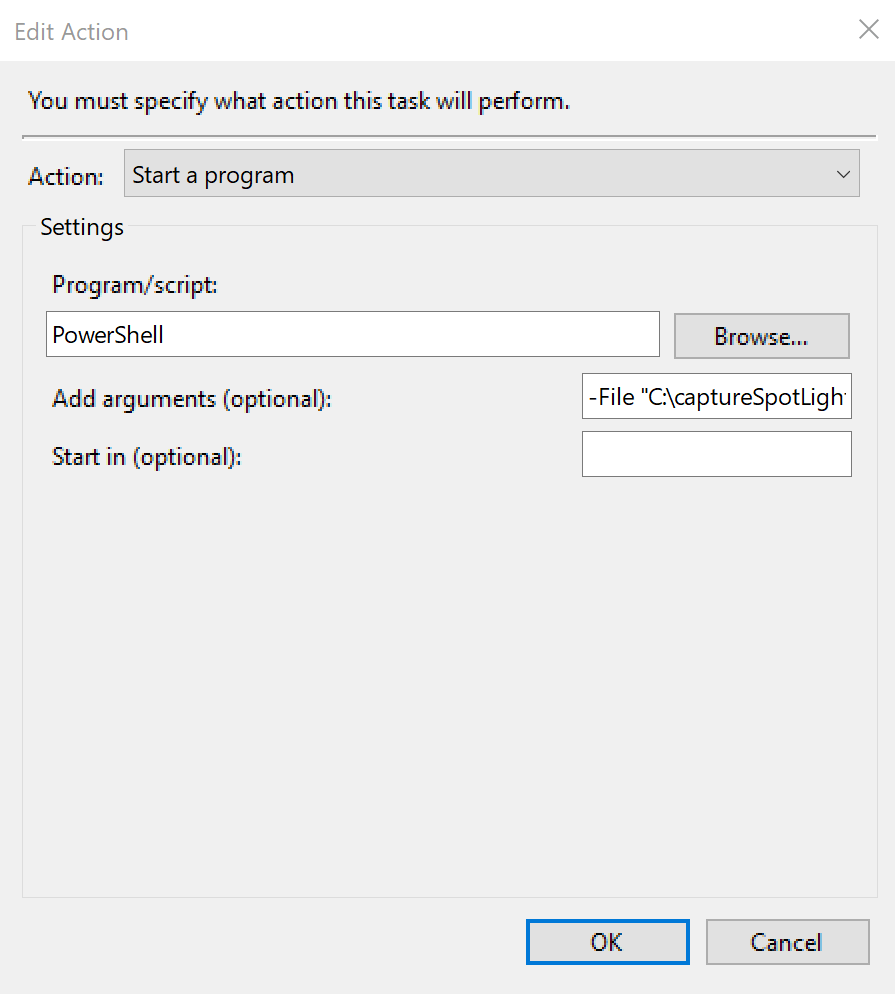 Edit Action
You must specify what action this task will perform.
Action: Start a program
Settings
Program/script:
PowerShell Browse...
Add arguments (optional): -File "C:\captureSpotLigh
Start in (optional):
OK Cancel